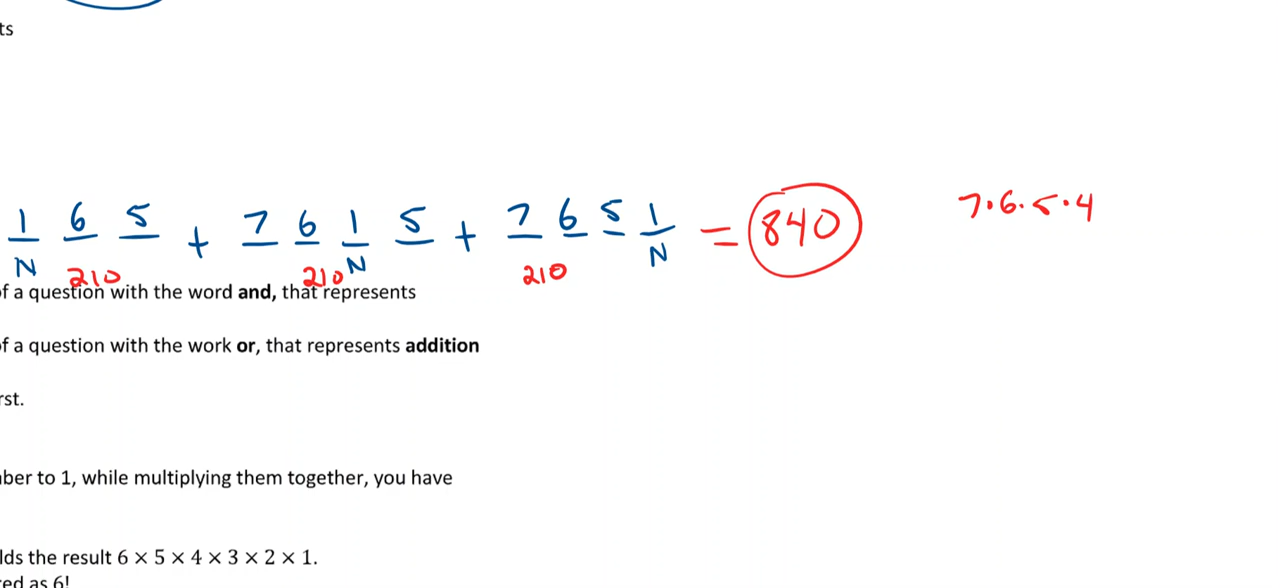 ts
1 6 5 + 7 6 1 5 + 7 6 5 1 = 840 7·6·5·4
N 210 210 N 210 N
f a question with the word and, that represents
f a question with the work or, that represents addition
rst.
ber to 1, while multiplying them together, you have
lds the result 6 × 5 × 4 × 3 × 2 × 1.
ed as 6!